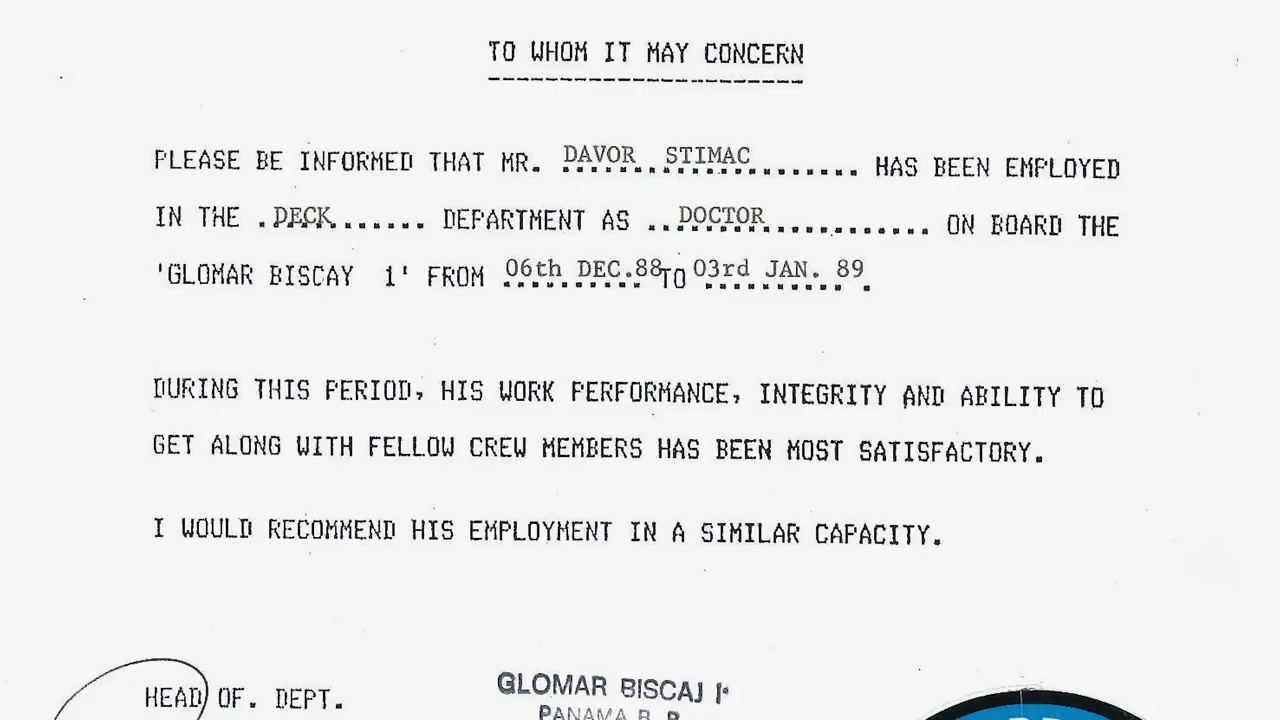 TO WHOM IT MAY CONCERN
PLEASE BE INFORMED THAT MR. DAVOR STIMAC HAS BEEN EMPLOYED
IN THE DECK DEPARTMENT AS DOCTOR ON BOARD THE
'GLOMAR BISCAY 1' FROM 06th DEC.88 TO 03rd JAN. 89.
DURING THIS PERIOD, HIS WORK PERFORMANCE, INTEGRITY AND ABILITY TO
GET ALONG WITH FELLOW CREW MEMBERS HAS BEEN MOST SATISFACTORY.
I WOULD RECOMMEND HIS EMPLOYMENT IN A SIMILAR CAPACITY.
HEAD OF. DEPT.
GLOMAR BISCAJ I
PANAMA R. P.